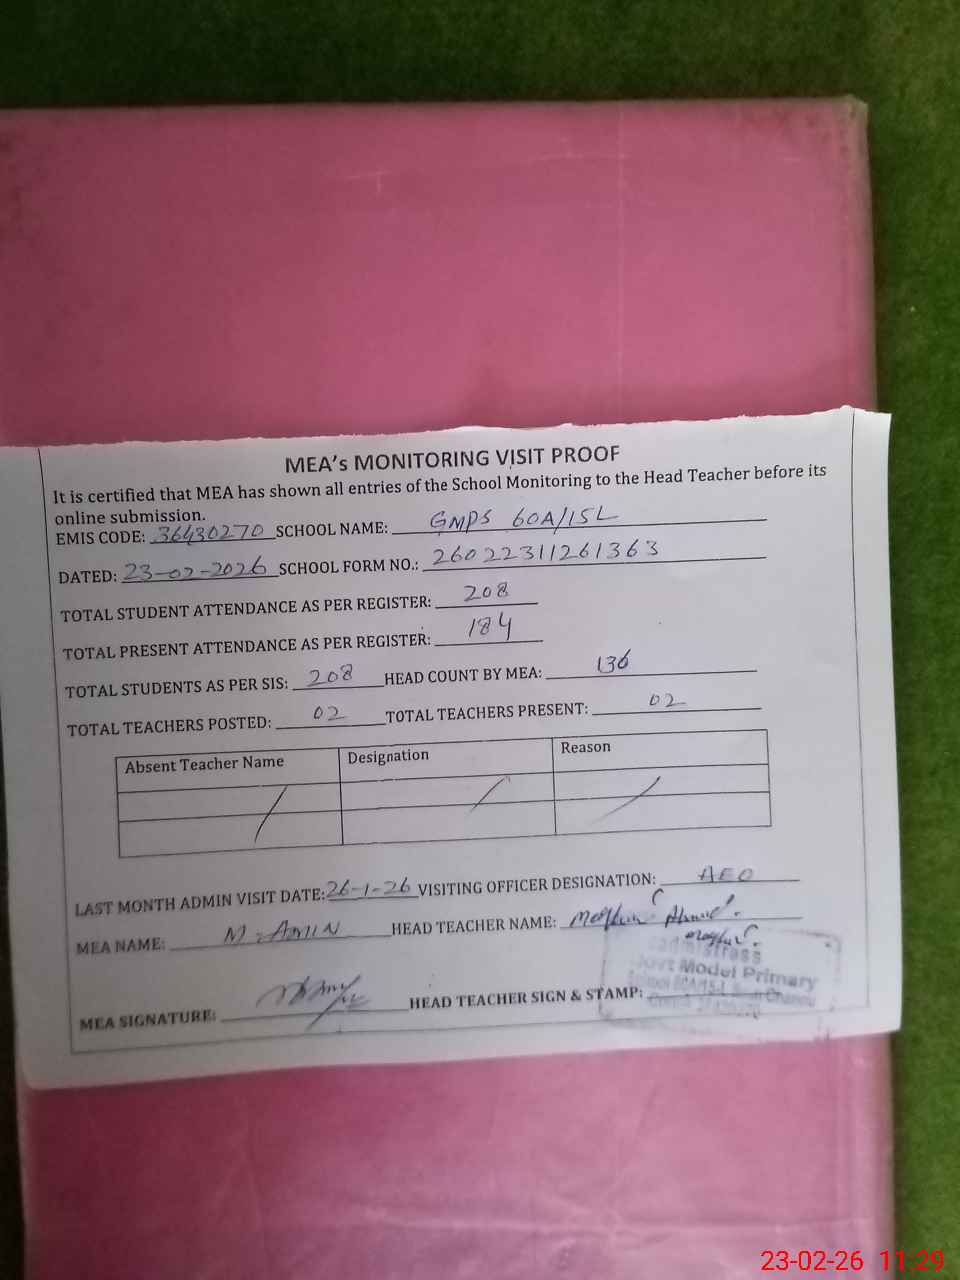 MEA's MONITORING VISIT PROOF
It is certified that MEA has shown all entries of the School Monitoring to the Head Teacher before its
online submission.
EMIS CODE: 36430270 SCHOOL NAME: GMPS 60A/15L
DATED: 23-02-2026 SCHOOL FORM NO.: 26022311261363
TOTAL STUDENT ATTENDANCE AS PER REGISTER: 208
TOTAL PRESENT ATTENDANCE AS PER REGISTER: 184
TOTAL STUDENTS AS PER SIS: 208 HEAD COUNT BY MEA: 136
TOTAL TEACHERS POSTED: 02 TOTAL TEACHERS PRESENT: 02
Absent Teacher Name Designation Reason
LAST MONTH ADMIN VISIT DATE: 26-1-26 VISITING OFFICER DESIGNATION: AEO
MEA NAME: M. AMIN HEAD TEACHER NAME: Ahmad
Govt Model Primary
MEA SIGNATURE: HEAD TEACHER SIGN & STAMP:
23-02-26 11:29